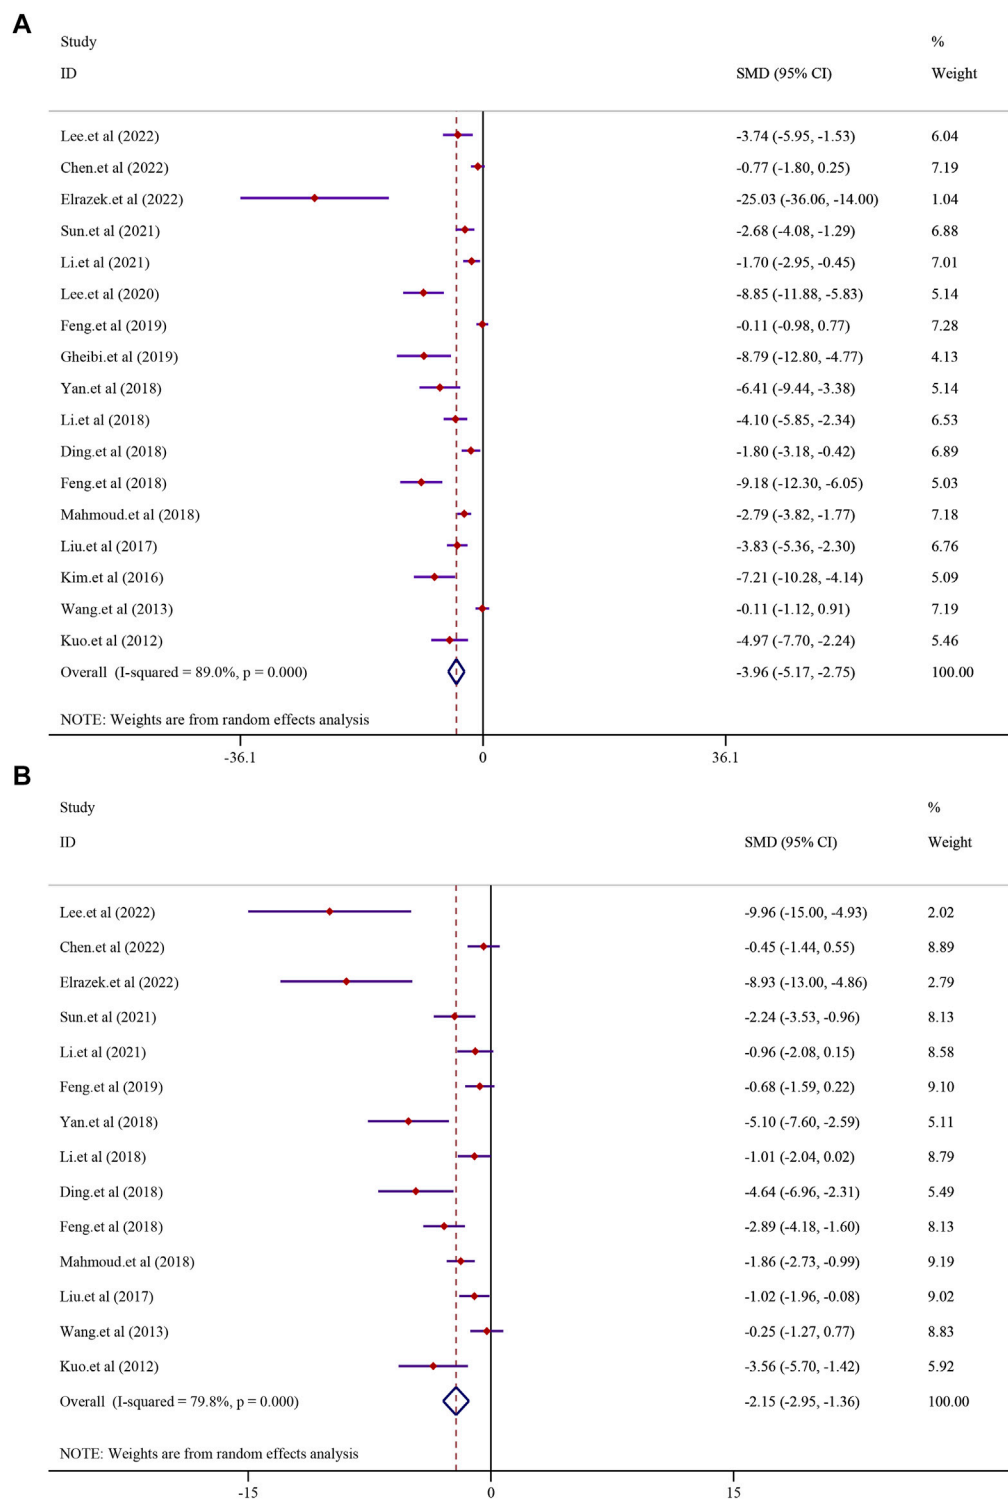 A
Study %
ID SMD (95% CI) Weight
Lee.et al (2022) -3.74 (-5.95, -1.53) 6.04
Chen.et al (2022) -0.77 (-1.80, 0.25) 7.19
Elrazek.et al (2022) -25.03 (-36.06, -14.00) 1.04
Sun.et al (2021) -2.68 (-4.08, -1.29) 6.88
Li.et al (2021) -1.70 (-2.95, -0.45) 7.01
Lee.et al (2020) -8.85 (-11.88, -5.83) 5.14
Feng.et al (2019) -0.11 (-0.98, 0.77) 7.28
Gheibi.et al (2019) -8.79 (-12.80, -4.77) 4.13
Yan.et al (2018) -6.41 (-9.44, -3.38) 5.14
Li.et al (2018) -4.10 (-5.85, -2.34) 6.53
Ding.et al (2018) -1.80 (-3.18, -0.42) 6.89
Feng.et al (2018) -9.18 (-12.30, -6.05) 5.03
Mahmoud.et al (2018) -2.79 (-3.82, -1.77) 7.18
Liu.et al (2017) -3.83 (-5.36, -2.30) 6.76
Kim.et al (2016) -7.21 (-10.28, -4.14) 5.09
Wang.et al (2013) -0.11 (-1.12, 0.91) 7.19
Kuo.et al (2012) -4.97 (-7.70, -2.24) 5.46
Overall (I-squared = 89.0%, p = 0.000) -3.96 (-5.17, -2.75) 100.00
NOTE: Weights are from random effects analysis
-36.1 0 36.1
B
Study %
ID SMD (95% CI) Weight
Lee.et al (2022) -9.96 (-15.00, -4.93) 2.02
Chen.et al (2022) -0.45 (-1.44, 0.55) 8.89
Elrazek.et al (2022) -8.93 (-13.00, -4.86) 2.79
Sun.et al (2021) -2.24 (-3.53, -0.96) 8.13
Li.et al (2021) -0.96 (-2.08, 0.15) 8.58
Feng.et al (2019) -0.68 (-1.59, 0.22) 9.10
Yan.et al (2018) -5.10 (-7.60, -2.59) 5.11
Li.et al (2018) -1.01 (-2.04, 0.02) 8.79
Ding.et al (2018) -4.64 (-6.96, -2.31) 5.49
Feng.et al (2018) -2.89 (-4.18, -1.60) 8.13
Mahmoud.et al (2018) -1.86 (-2.73, -0.99) 9.19
Liu.et al (2017) -1.02 (-1.96, -0.08) 9.02
Wang.et al (2013) -0.25 (-1.27, 0.77) 8.83
Kuo.et al (2012) -3.56 (-5.70, -1.42) 5.92
Overall (I-squared = 79.8%, p = 0.000) -2.15 (-2.95, -1.36) 100.00
NOTE: Weights are from random effects analysis
-15 0 15